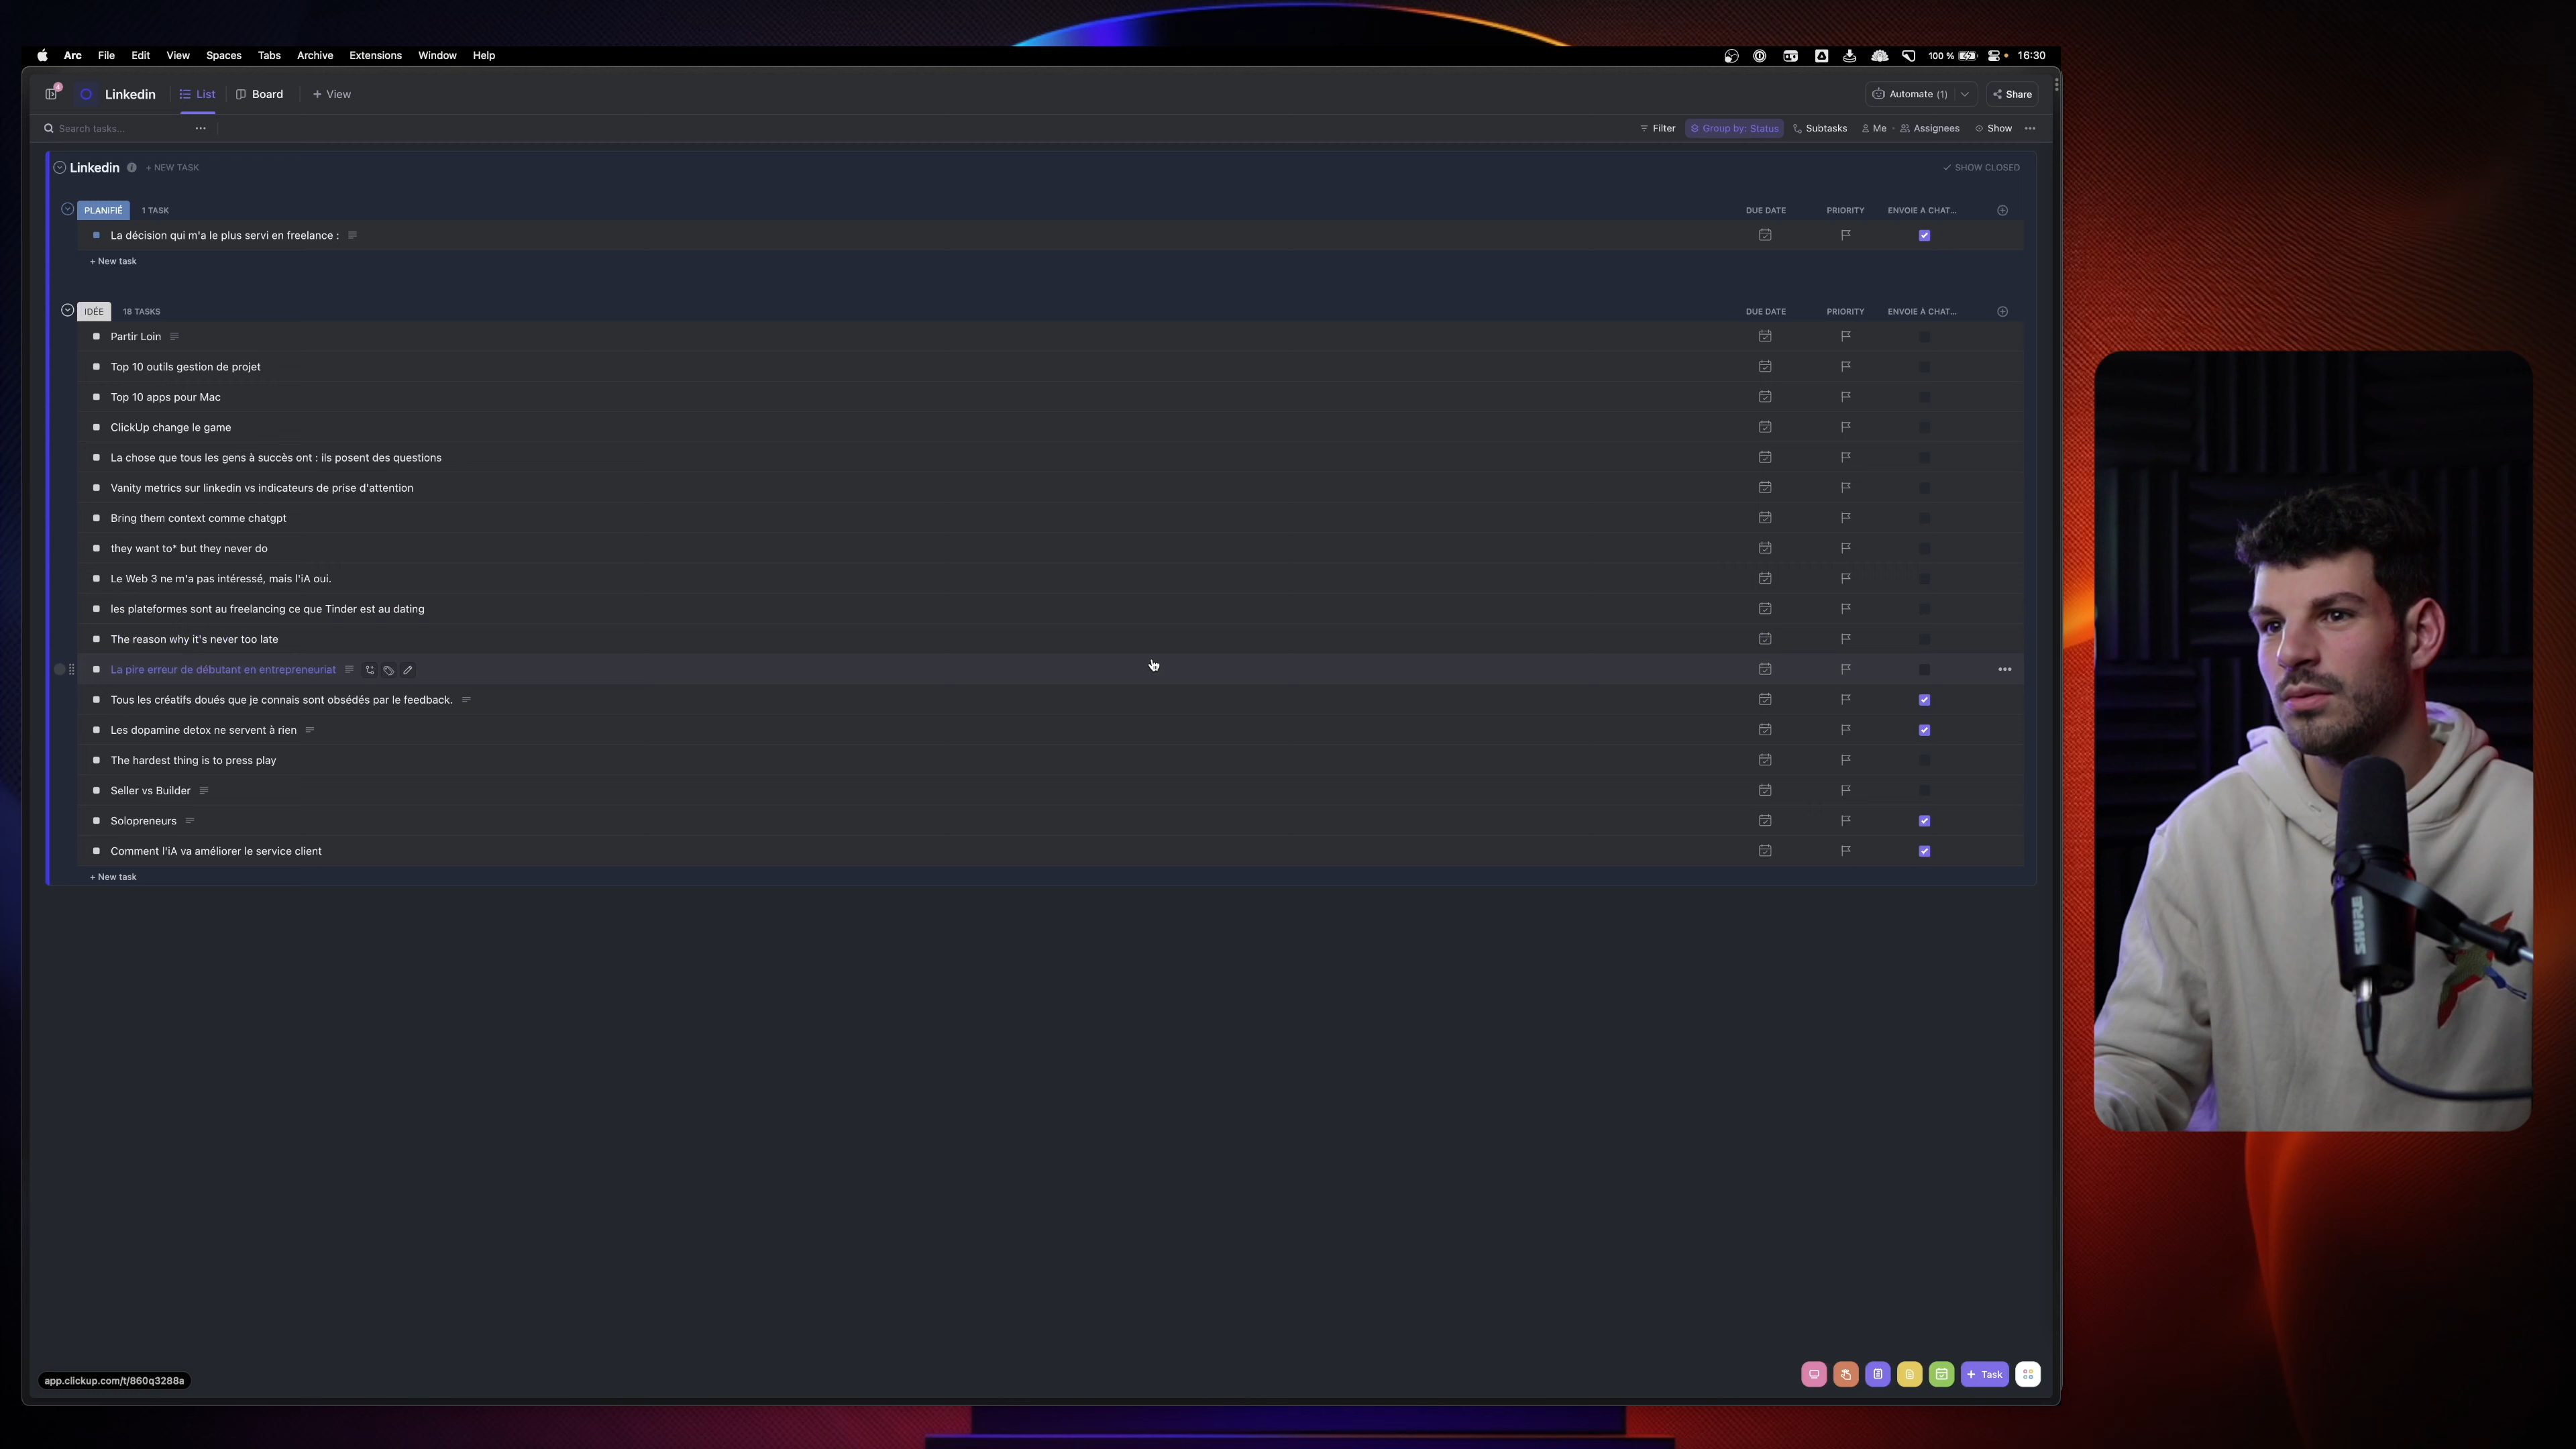 Arc File Edit View Spaces Tabs Archive Extensions Window Help 100 % 16:30
4 Linkedin List Board + View Automate (1) Share
Search tasks... Filter Group by: Status Subtasks Me Assignees Show
Linkedin + NEW TASK SHOW CLOSED
PLANIFIÉ 1 TASK DUE DATE PRIORITY ENVOIE À CHAT...
La décision qui m'a le plus servi en freelance :
+ New task
IDÉE 18 TASKS DUE DATE PRIORITY ENVOIE À CHAT...
Partir Loin
Top 10 outils gestion de projet
Top 10 apps pour Mac
ClickUp change le game
La chose que tous les gens à succès ont : ils posent des questions
Vanity metrics sur linkedin vs indicateurs de prise d'attention
Bring them context comme chatgpt
they want to* but they never do
Le Web 3 ne m'a pas intéressé, mais l'iA oui.
les plateformes sont au freelancing ce que Tinder est au dating
The reason why it's never too late
La pire erreur de débutant en entrepreneuriat
Tous les créatifs doués que je connais sont obsédés par le feedback.
Les dopamine detox ne servent à rien
The hardest thing is to press play
Seller vs Builder
Solopreneurs
Comment l'iA va améliorer le service client
+ New task
SHURE
app.clickup.com/t/860q3288a + Task